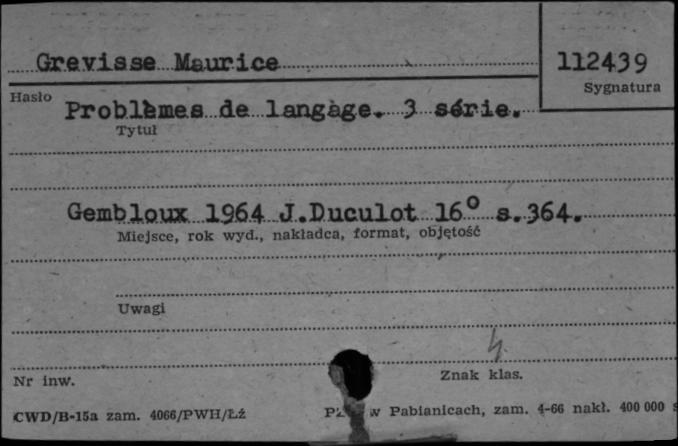 Grevisse Maurice
112439
Sygnatura
Hasło
Problèmes de langage. 3 série.
Tytuł
Gembloux 1964 J.Duculot 16° s.364.
Miejsce, rok wyd., nakładca, format, objętość
Uwagi
4
Nr inw.
Znak klas.
CWD/B-15a zam. 4066/PWH/Łź
w Pabianicach, zam. 4-66 nakł. 400 000